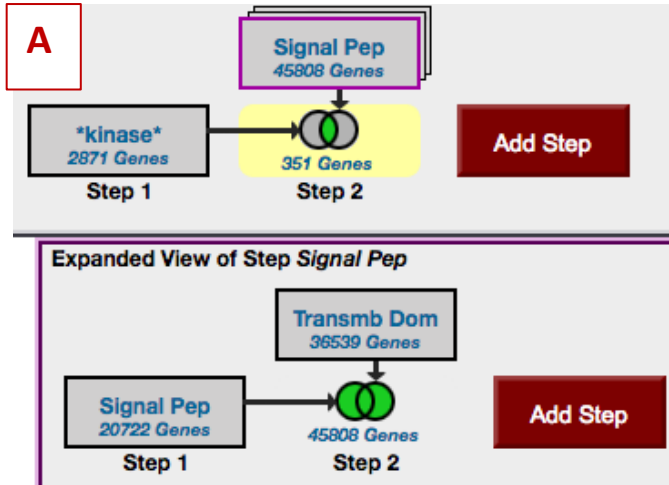 A
Signal Pep
45808 Genes
*kinase*
2871 Genes
351 Genes
Add Step
Step 1
Step 2
Expanded View of Step Signal Pep
Transmb Dom
36539 Genes
Signal Pep
20722 Genes
45808 Genes
Add Step
Step 1
Step 2